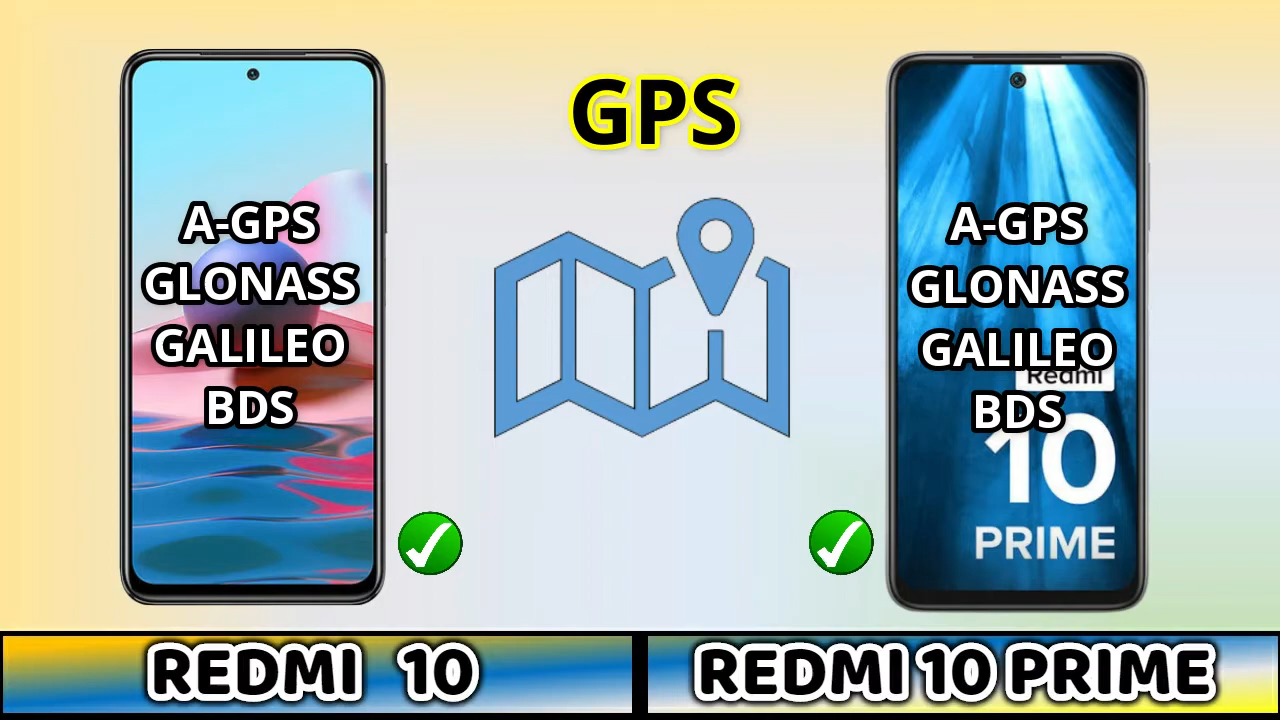 GPS
A-GPS
GLONASS
GALILEO
BDS
A-GPS
GLONASS
GALILEO
Redmi
BDS
10
PRIME
REDMI 10
REDMI 10 PRIME